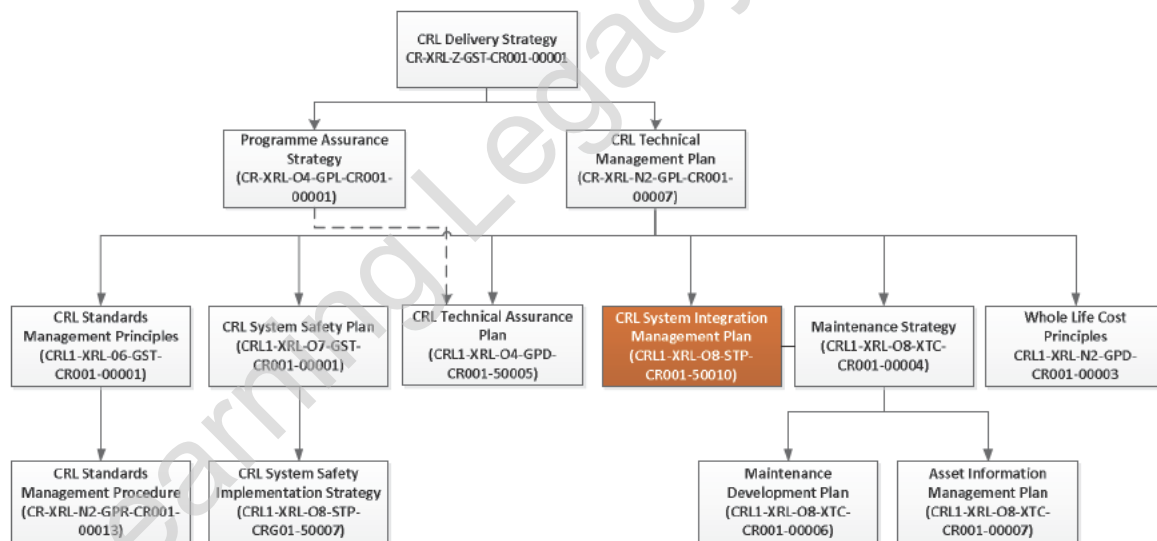 CRL Delivery Strategy
CR-XRL-Z-GST-CR001-00001
Programme Assurance
Strategy
(CR-XRL-O4-GPL-CR001-
00001)
CRL Technical
Management Plan
(CR-XRL-N2-GPL-CR001-
00007)
CRL Standards
Management Principles
(CRL1-XRL-06-GST-
CR001-00001)
CRL System Safety Plan
(CRL1-XRL-O7-GST-
CR001-00001)
CRL Technical Assurance
Plan
(CRL1-XRL-O4-GPD-
CR001-50005)
CRL System Integration
Management Plan
(CRL1-XRL-O8-STP-
CR001-50010)
Maintenance Strategy
(CRL1-XRL-O8-XTC-
CR001-00004)
Whole Life Cost
Principles
CRL1-XRL-N2-GPD-
CR001-00003
CRL Standards
Management Procedure
(CR-XRL-N2-GPR-CR001-
00013)
CRL System Safety
Implementation Strategy
(CRL1-XRL-O8-STP-
CRG01-50007)
Maintenance
Development Plan
(CRL1-XRL-O8-XTC-
CR001-00006)
Asset Information
Management Plan
(CRL1-XRL-O8-XTC-
CR001-00007)
earning Legacy